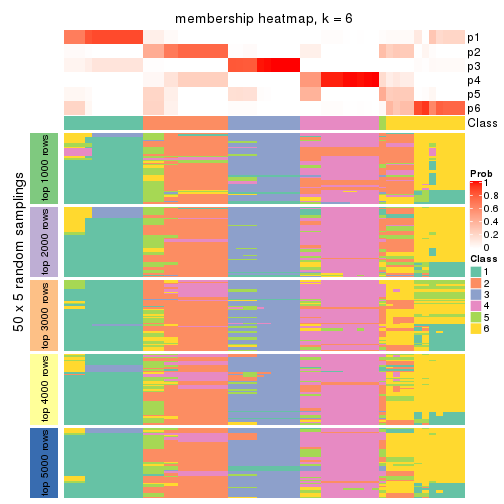 membership heatmap, k = 6
p1
p2
p3
p4
p5
p6
Class
50 x 5 random samplings
top 1000 rows
top 2000 rows
top 3000 rows
top 4000 rows
top 5000 rows
Prob
1
0.8
0.6
0.4
0.2
0
Class
1
2
3
4
5
6